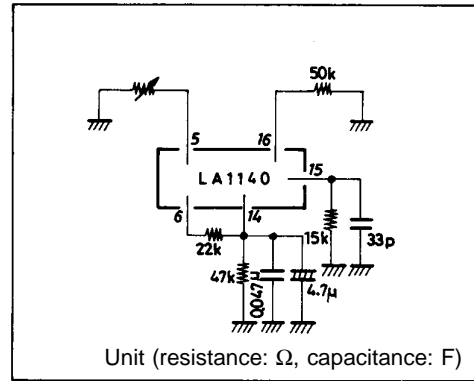 50k
5
16
15
LA1140
6
14
22k
15k
33p
47k
0.047μ
4.7μ
Unit (resistance: Ω, capacitance: F)